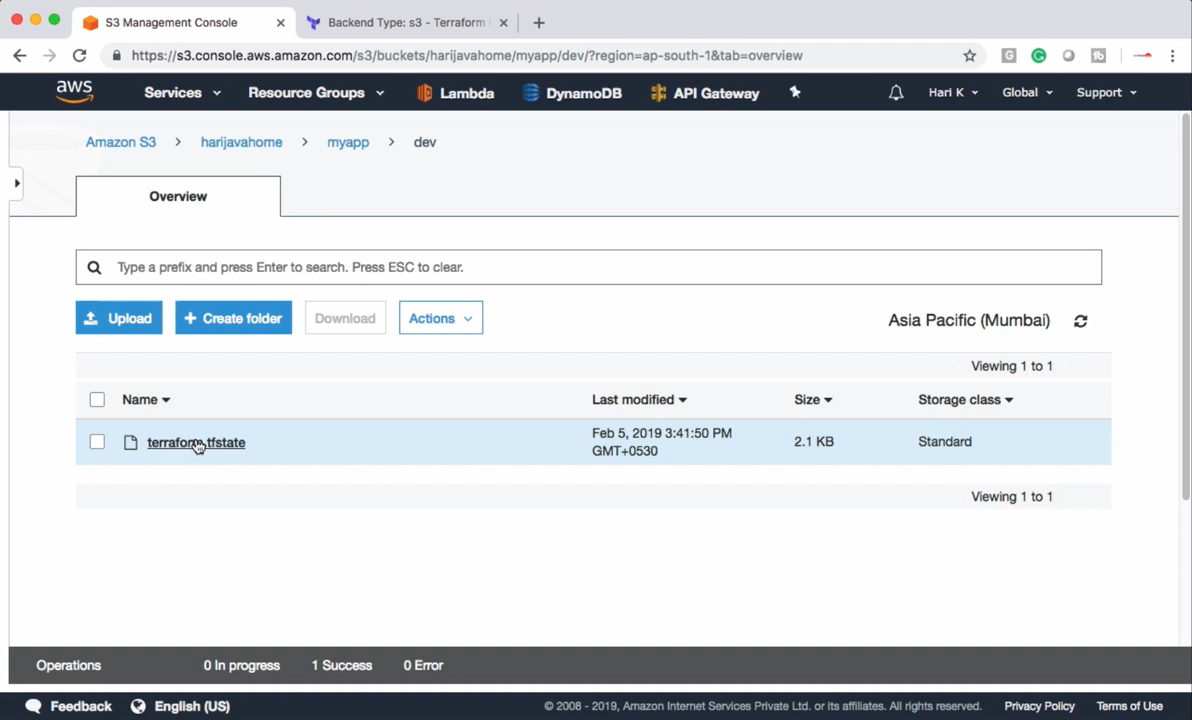 S3 Management Console
Backend Type: s3 - Terraform
https://s3.console.aws.amazon.com/s3/buckets/harijavahome/myapp/dev/?region=ap-south-1&tab=overview
aws Services Resource Groups Lambda DynamoDB API Gateway Hari K Global Support
Amazon S3 > harijavahome > myapp > dev
Overview
Type a prefix and press Enter to search. Press ESC to clear.
Upload + Create folder Download Actions Asia Pacific (Mumbai)
Viewing 1 to 1
Name Last modified Size Storage class
terraform.tfstate Feb 5, 2019 3:41:50 PM GMT+0530 2.1 KB Standard
Viewing 1 to 1
Operations 0 In progress 1 Success 0 Error
Feedback English (US) © 2008 - 2019, Amazon Internet Services Private Ltd. or its affiliates. All rights reserved. Privacy Policy Terms of Use